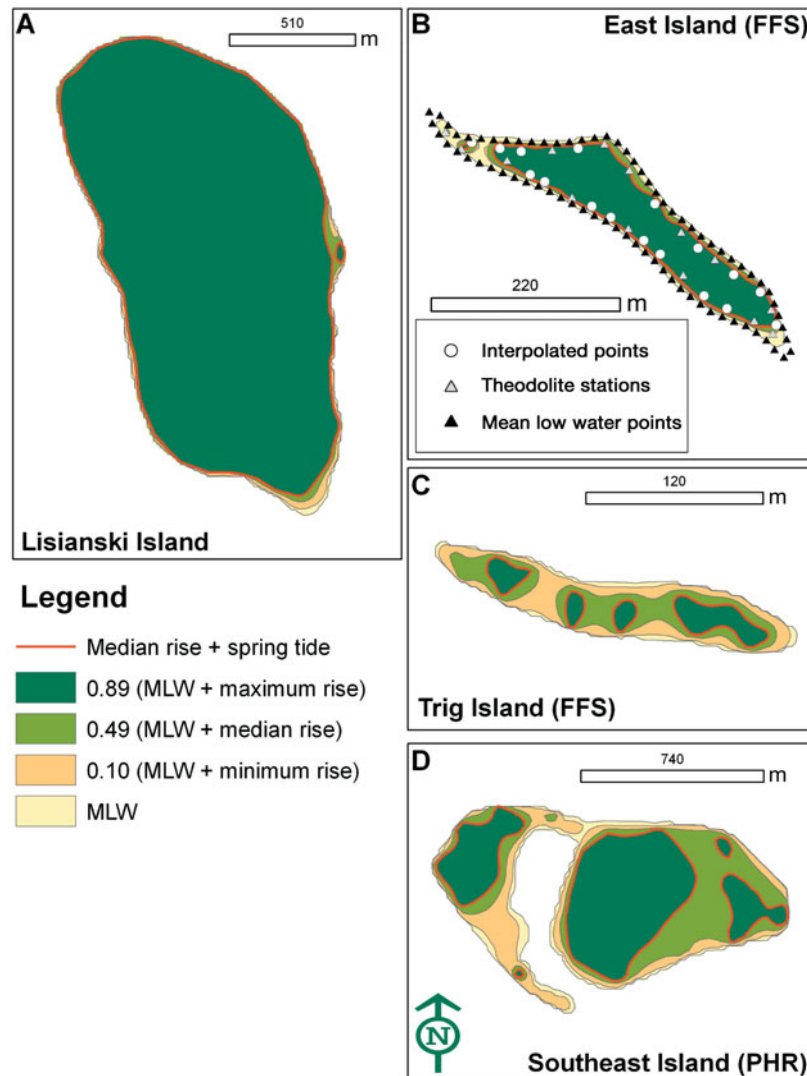 A
510
m
Lisianski Island
B
East Island (FFS)
220
m
Interpolated points
Theodolite stations
Mean low water points
C
120
m
Trig Island (FFS)
Legend
Median rise + spring tide
0.89 (MLW + maximum rise)
0.49 (MLW + median rise)
0.10 (MLW + minimum rise)
MLW
D
740
m
N
Southeast Island (PHR)